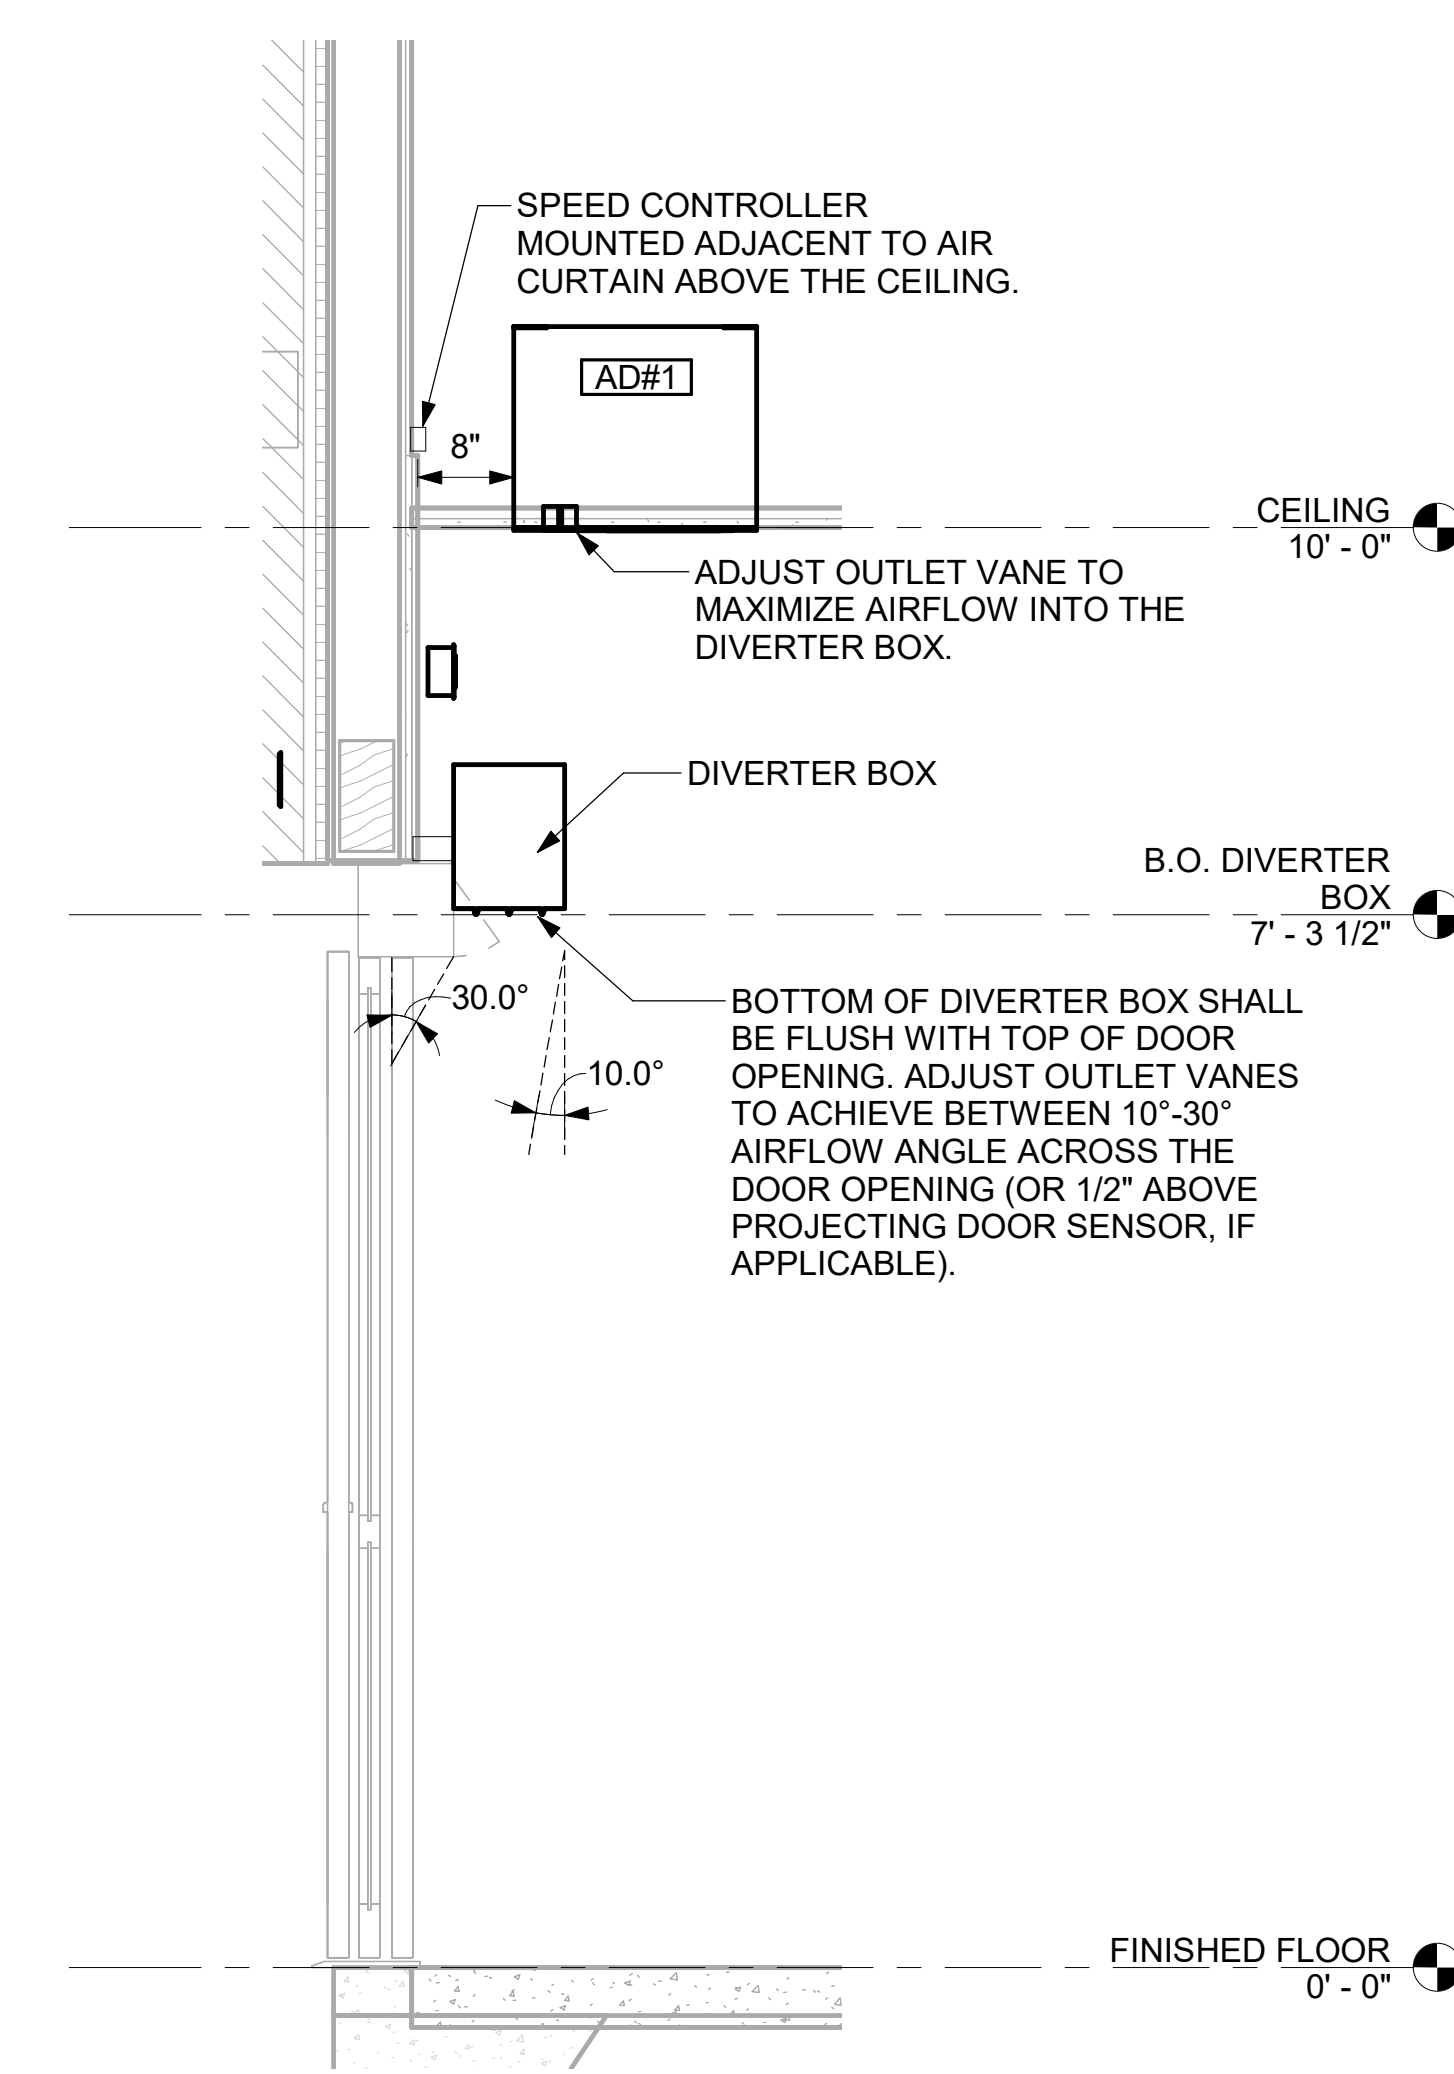 SPEED CONTROLLER
MOUNTED ADJACENT TO AIR
CURTAIN ABOVE THE CEILING.
AD#1
8"
CEILING
10' - 0"
ADJUST OUTLET VANE TO
MAXIMIZE AIRFLOW INTO THE
DIVERTER BOX.
DIVERTER BOX
B.O. DIVERTER
BOX
7' - 3 1/2"
30.0°
10.0°
BOTTOM OF DIVERTER BOX SHALL
BE FLUSH WITH TOP OF DOOR
OPENING. ADJUST OUTLET VANES
TO ACHIEVE BETWEEN 10°-30°
AIRFLOW ANGLE ACROSS THE
DOOR OPENING (OR 1/2" ABOVE
PROJECTING DOOR SENSOR, IF
APPLICABLE).
FINISHED FLOOR
0' - 0"